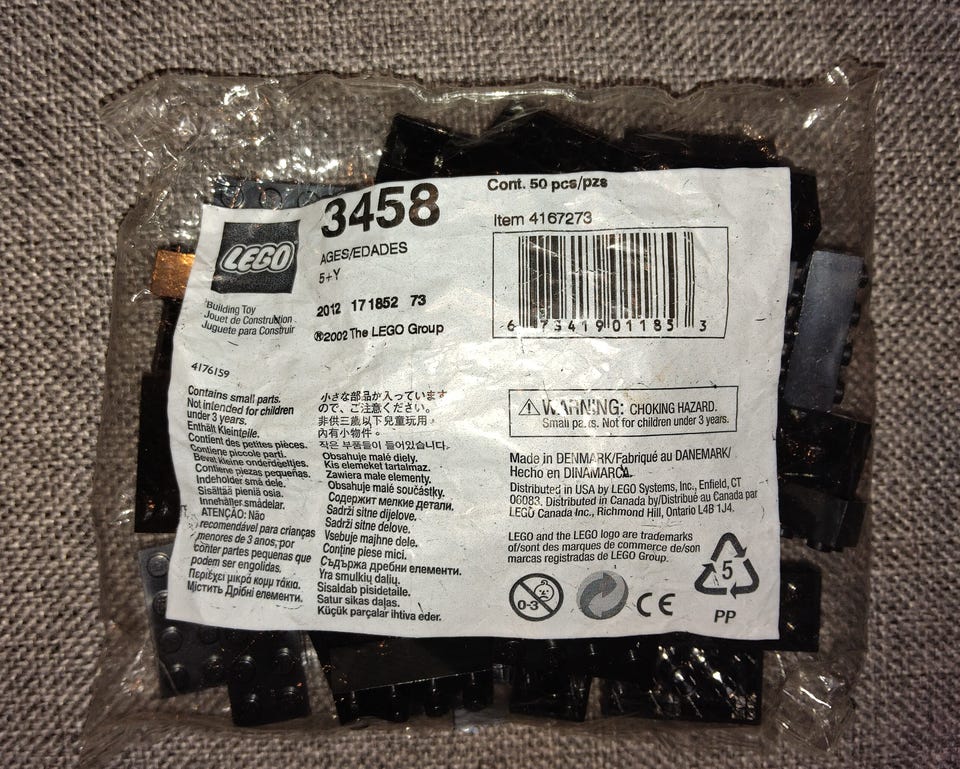 LEGO
3458
AGES/EDADES
5+Y
Building Toy
Jouet de Construction
Juguete para Construir
2012 171852 73
®2002 The LEGO Group
Cont. 50 pcs/pzs
Item 4167273
6 73419 01185 3
4176159
Contains small parts.
Not intended for children
under 3 years.
Enthält Kleinteile.
Contient des petites pièces.
Contiene piccole parti.
Bevat kleine onderdeeltjes.
Contiene piezas pequeñas.
Indeholder små dele.
Sisältää pieniä osia.
Innehåller smådelar.
ATENÇÃO: Não
recomendável para crianças
menores de 3 anos, por
conter partes pequenas que
podem ser engolidas.
Περιέχει μικρά κομμάτια.
Містить Дрібні елементи.
小さな部品が入っています
ので、ご注意ください。
非供三歲以下兒童玩用，
內有小物件。
작은 부품들이 들어있습니다.
Obsahuje malé diely.
Kis elemeket tartalmaz.
Zawiera małe elementy.
Obsahuje malé součástky.
Содержит мелкие детали.
Sadrži sitne dijelove.
Sadrži sitne delove.
Vsebuje majhne dele.
Conţine piese mici.
Съдържа дребни елементи.
Yra smulkių dalių.
Sisaldab pisidetaile.
Satur sīkas daļas.
Küçük parçalar ihtiva eder.
WARNING: CHOKING HAZARD.
Small parts. Not for children under 3 years.
Made in DENMARK/Fabriqué au DANEMARK/
Hecho en DINAMARCA
Distributed in USA by LEGO Systems, Inc., Enfield, CT
06083. Distributed in Canada by/Distribué au Canada par
LEGO Canada Inc., Richmond Hill, Ontario L4B 1J4.
LEGO and the LEGO logo are trademarks
of/sont des marques de commerce de/son
marcas registradas de LEGO Group.
0-3
CE
5
PP